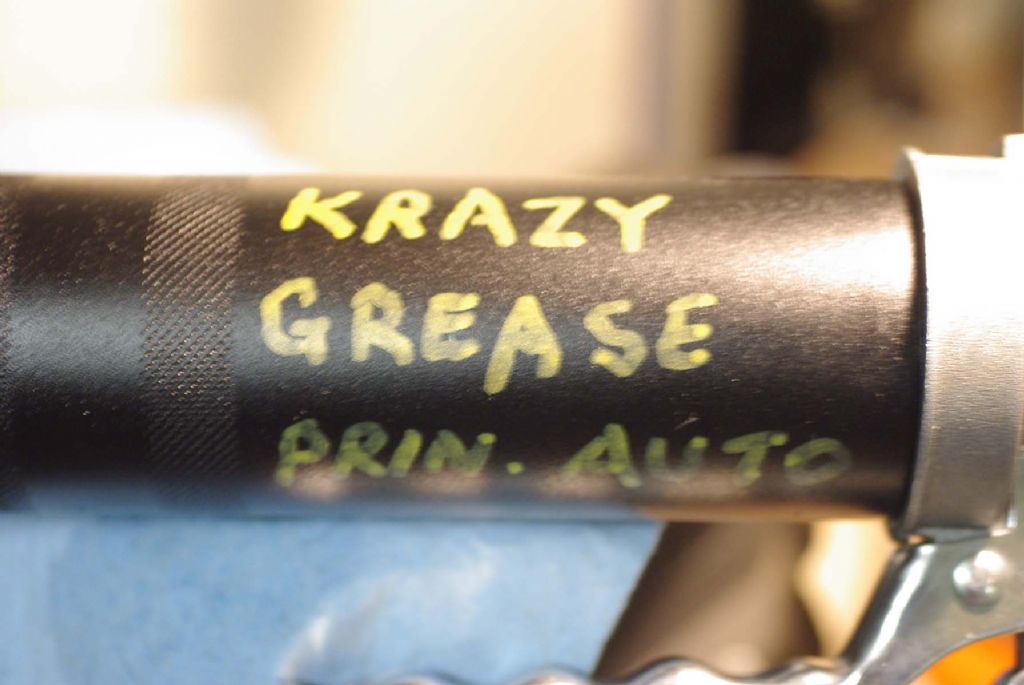 KRAZY
GREASE
PRIN. AUTO